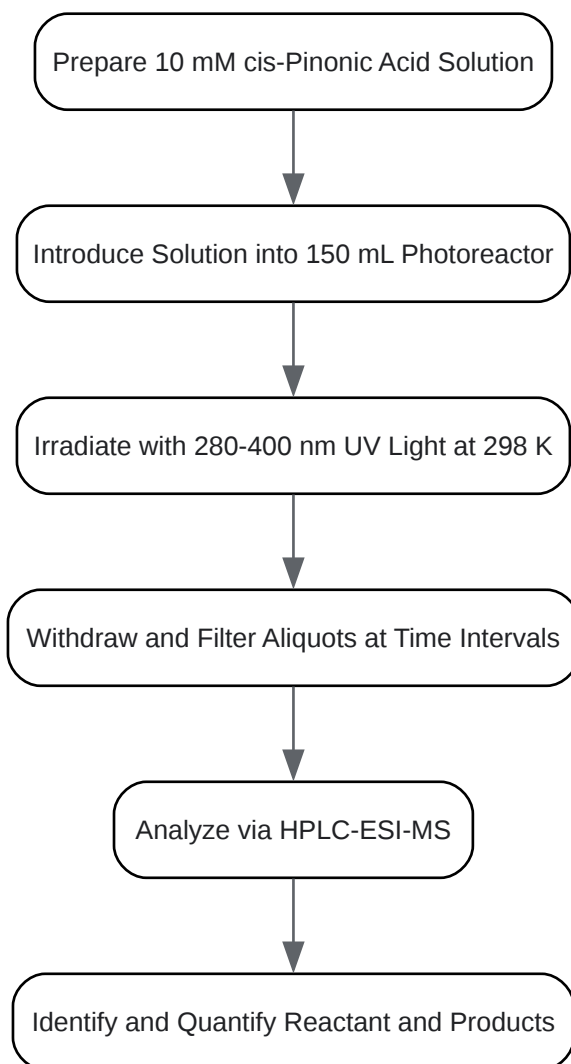 Prepare 10 mM cis-Pinonic Acid Solution
Introduce Solution into 150 mL Photoreactor
Irradiate with 280-400 nm UV Light at 298 K
Withdraw and Filter Aliquots at Time Intervals
Analyze via HPLC-ESI-MS
Identify and Quantify Reactant and Products